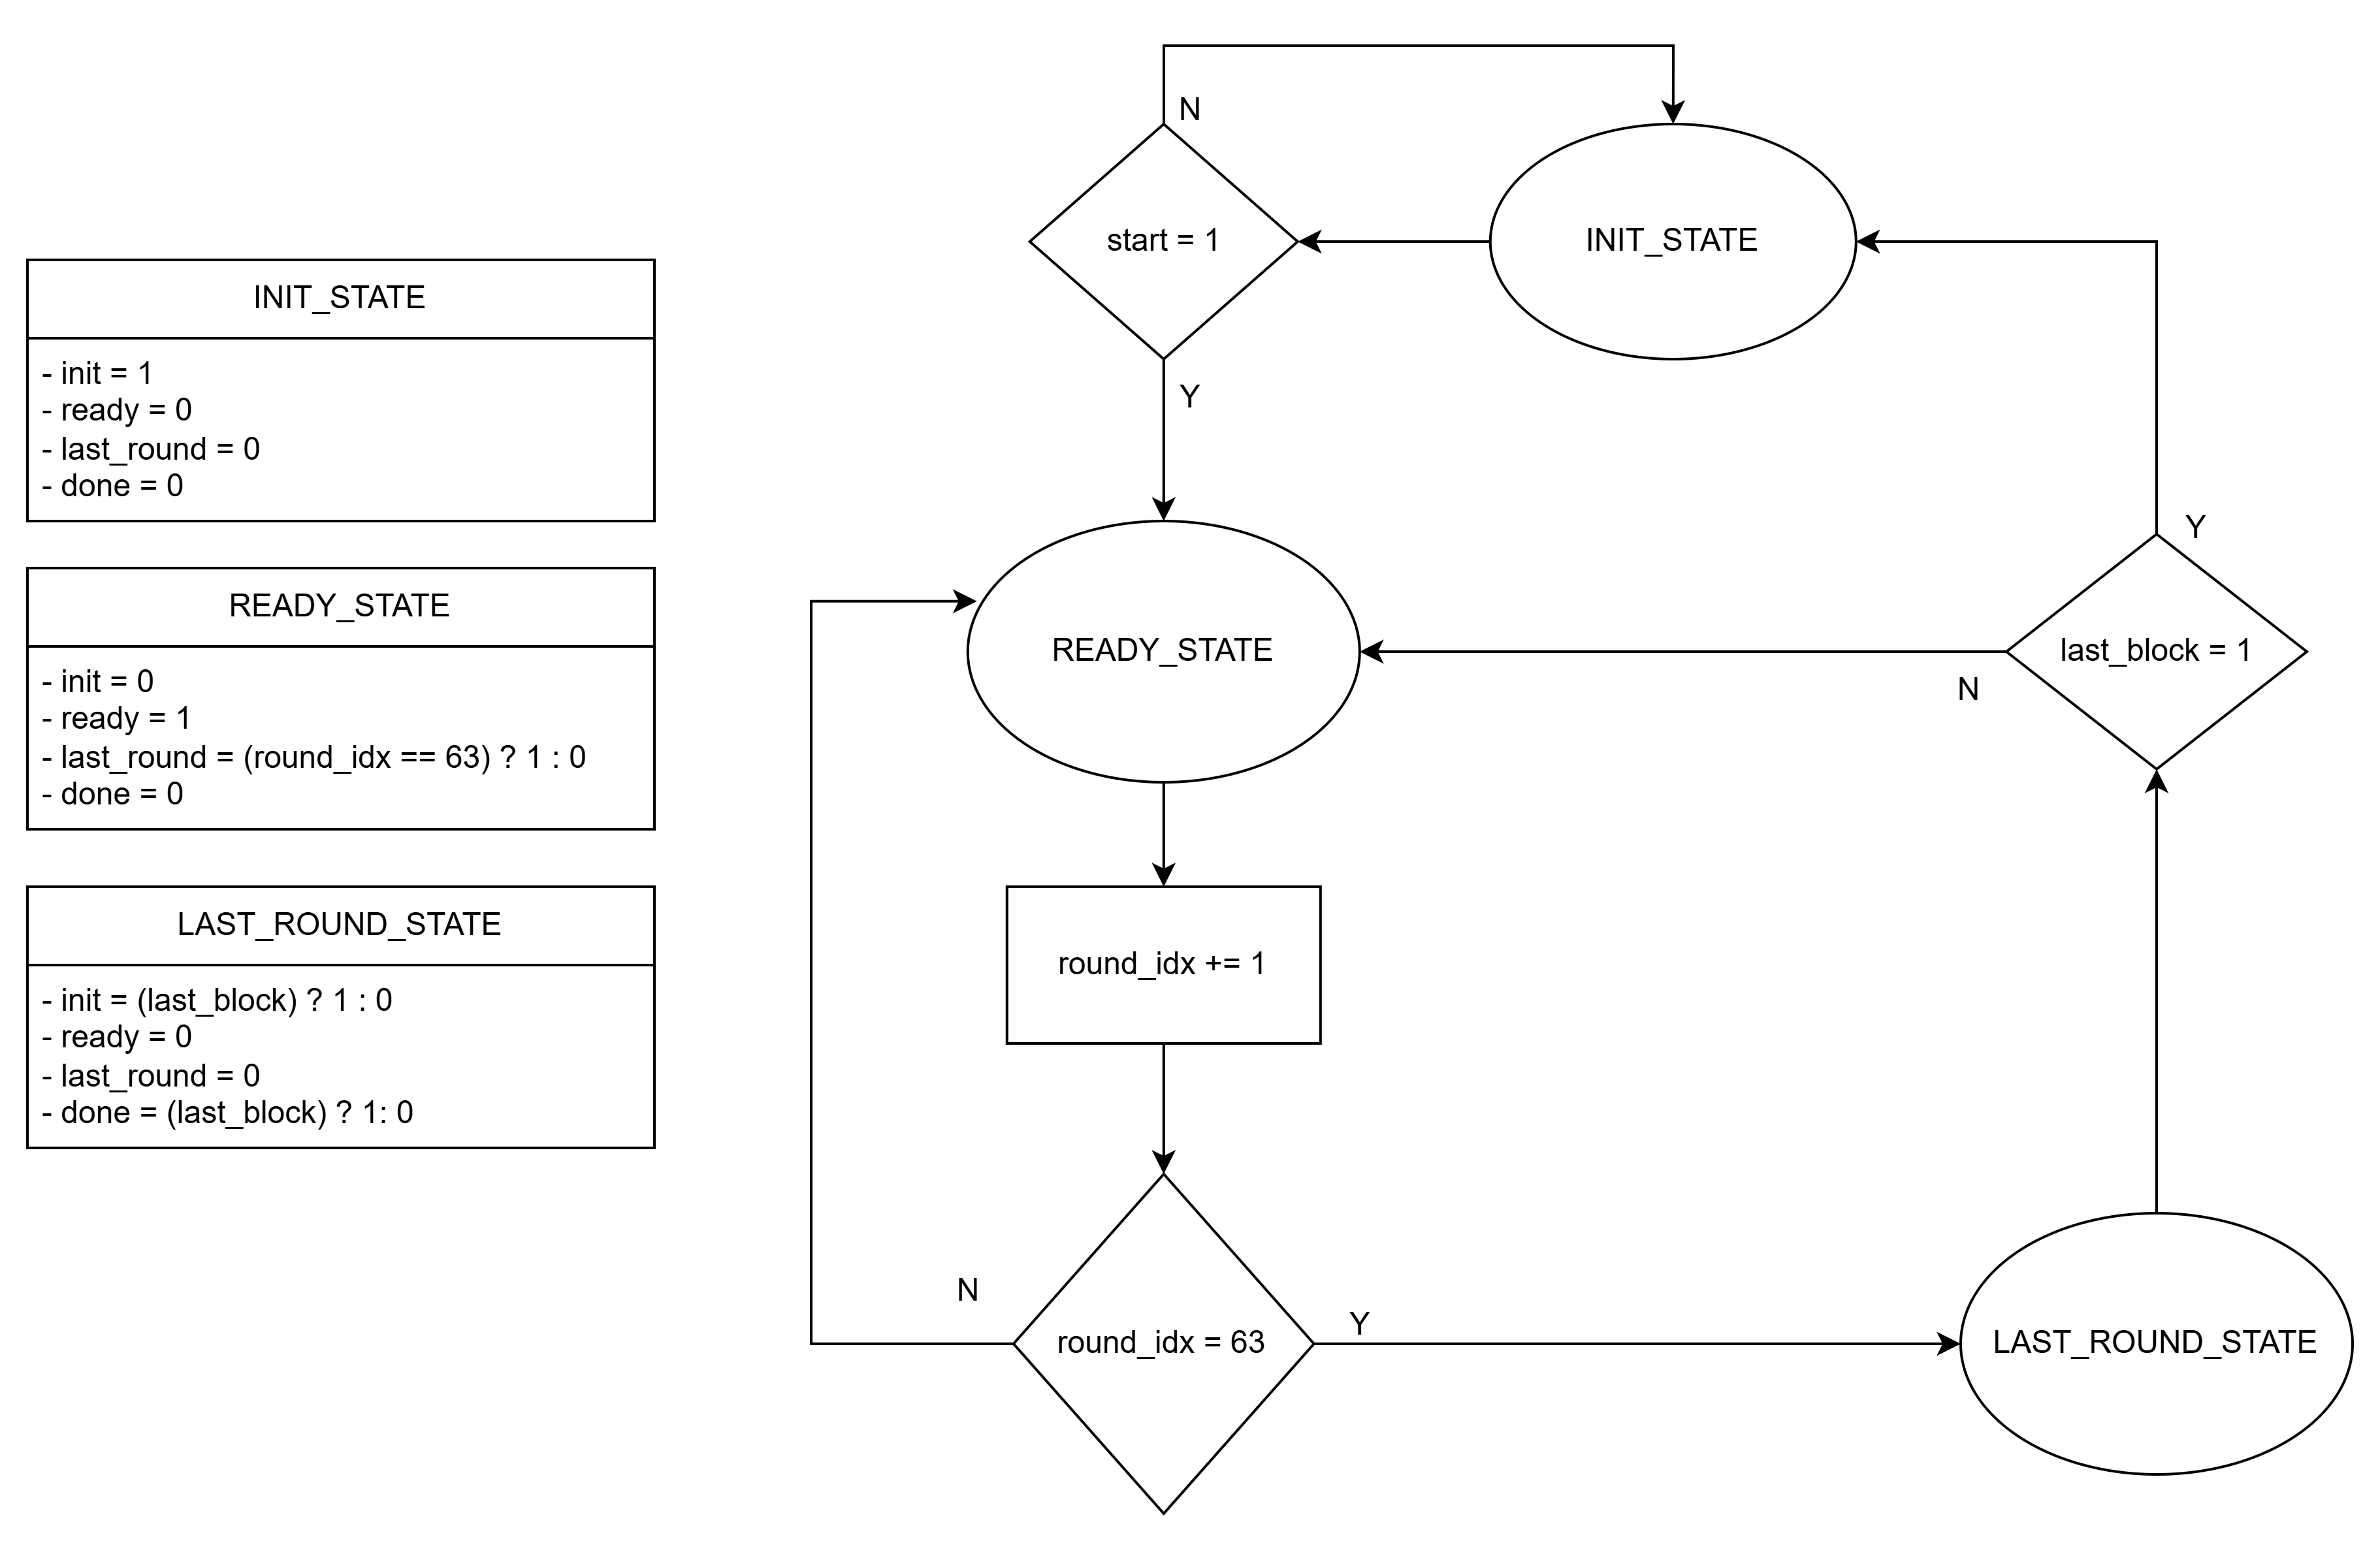 INIT_STATE
- init = 1
- ready = 0
- last_round = 0
- done = 0
READY_STATE
- init = 0
- ready = 1
- last_round = (round_idx == 63) ? 1 : 0
- done = 0
LAST_ROUND_STATE
- init = (last_block) ? 1 : 0
- ready = 0
- last_round = 0
- done = (last_block) ? 1: 0
N
start = 1
INIT_STATE
Y
Y
READY_STATE
last_block = 1
N
round_idx += 1
N
Y
round_idx = 63
LAST_ROUND_STATE